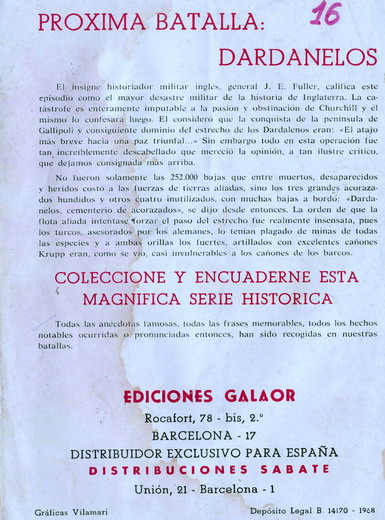 16
PROXIMA BATALLA:
DARDANELOS
El insigne historiador militar inglés, general J. E. Fuller, califica este
episodio como el mayor desastre militar de la historia de Inglaterra. La ca-
tástrofe es enteramente imputable a la pasión y obstinación de Churchill y él
mismo lo confesará luego. El consideró que la conquista de la península de
Gallipoli y consiguiente dominio del estrecho de los Dardalenos eran: «El atajo
más breve hacia una paz triunfal...» Sin embargo todo en esta operación fue
tan increíblemente descabellado que mereció la opinión, a tan ilustre crítico,
que dejamos consignada más arriba.
No fueron solamente las 252.000 bajas que entre muertos, desaparecidos
y heridos costó a las fuerzas de tierras aliadas, sino los tres grandes acoraza-
dos hundidos y otros cuatro inutilizados, con muchas bajas a bordo; «Darda-
nelos, cementerio de acorazados», se dijo desde entonces. La orden de que la
flota aliada intentase forzar el paso del estrecho fue realmente insensata, pues
los turcos, asesorados por los alemanes, lo tenían plagado de minas de todas
las especies y a ambas orillas los fuertes, artillados con excelentes cañones
Krupp eran, como se vio, casi invulnerables a los cañones de los barcos.
COLECCIONE Y ENCUADERNE ESTA
MAGNIFICA SERIE HISTORICA
Todas las anécdotas famosas, todas las frases memorables, todos los hechos
notables ocurridos o pronunciadas entonces, han sido recogidas en nuestras
batallas.
EDICIONES GALAOR
Rocafort, 78 - bis, 2.º
BARCELONA - 17
DISTRIBUIDOR EXCLUSIVO PARA ESPAÑA
DISTRIBUCIONES SABATE
Unión, 21 - Barcelona - 1
Gráficas Vilamarí Depósito Legal B. 14170 - 1968